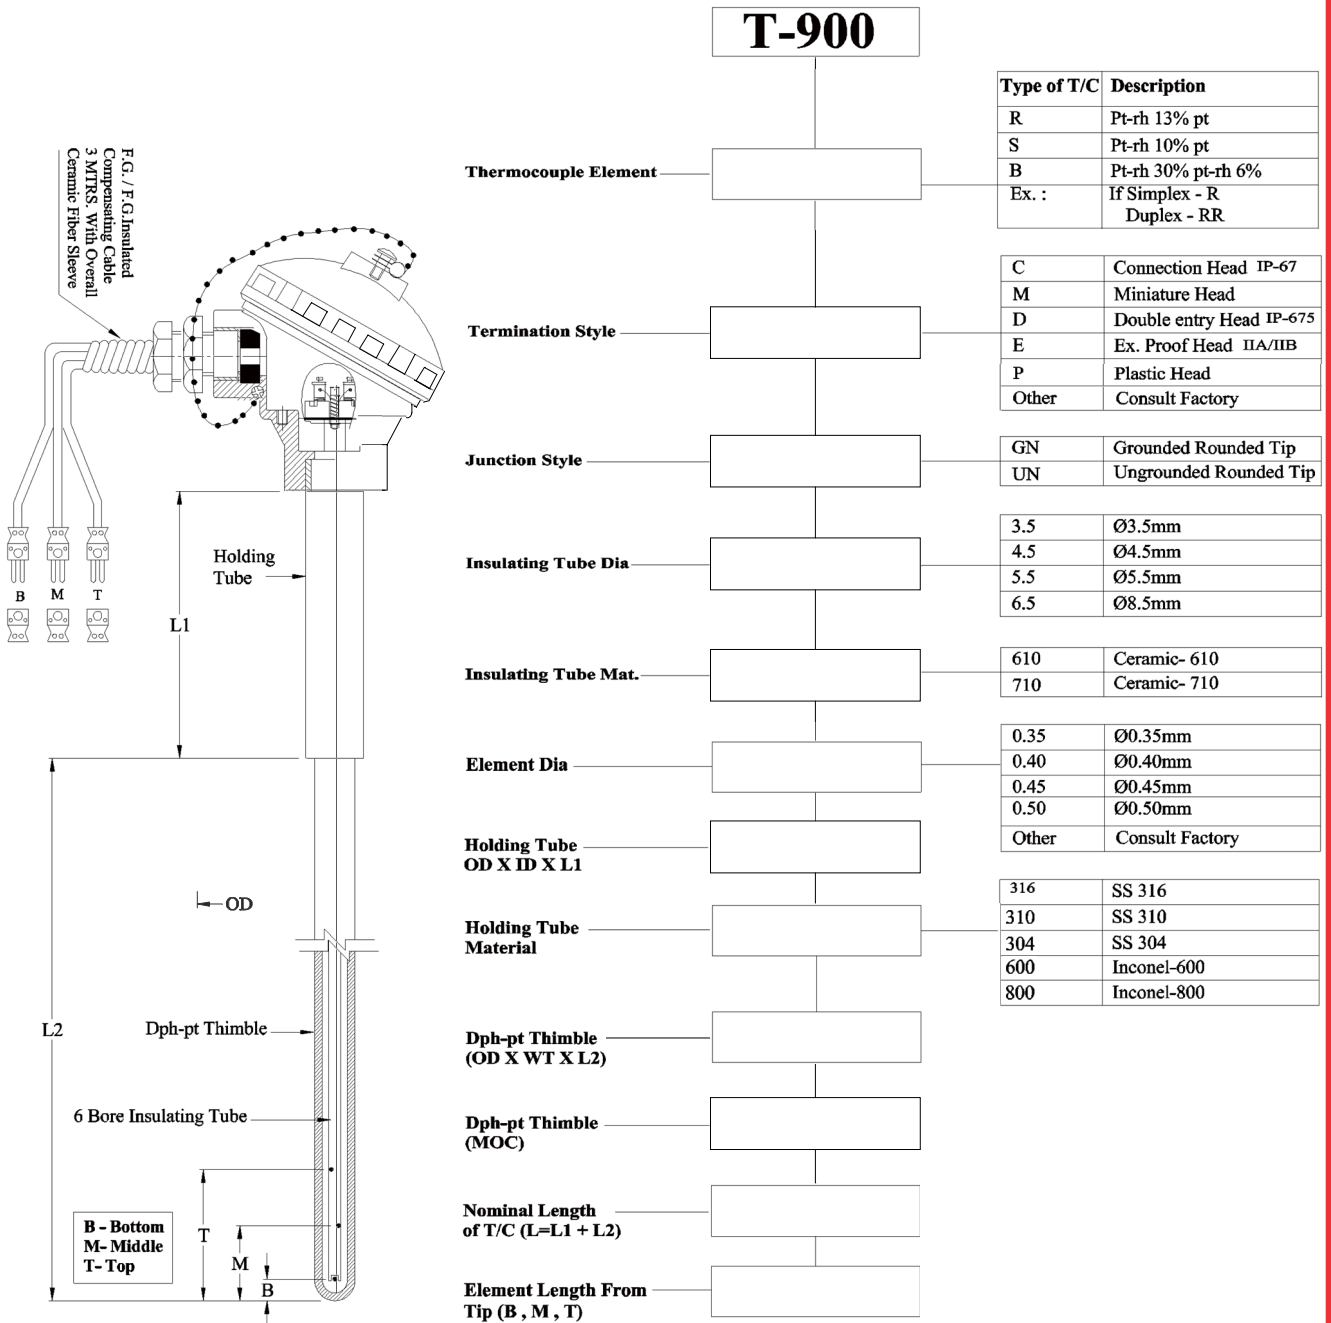 T-900
Type of T/C Description
R Pt-rh 13% pt
S Pt-rh 10% pt
B Pt-rh 30% pt-rh 6%
Ex. : If Simplex - R
Duplex - RR
Thermocouple Element
C Connection Head IP-67
M Miniature Head
D Double entry Head IP-675
E Ex. Proof Head IIA/IIB
P Plastic Head
Other Consult Factory
Termination Style
GN Grounded Rounded Tip
UN Ungrounded Rounded Tip
Junction Style
3.5 Ø3.5mm
4.5 Ø4.5mm
5.5 Ø5.5mm
6.5 Ø8.5mm
Insulating Tube Dia
610 Ceramic- 610
710 Ceramic- 710
Insulating Tube Mat.
0.35 Ø0.35mm
0.40 Ø0.40mm
0.45 Ø0.45mm
0.50 Ø0.50mm
Other Consult Factory
Element Dia
Holding Tube
OD X ID X L1
316 SS 316
310 SS 310
304 SS 304
600 Inconel-600
800 Inconel-800
Holding Tube
Material
Dph-pt Thimble
(OD X WT X L2)
Dph-pt Thimble
(MOC)
Nominal Length
of T/C (L=L1 + L2)
Element Length From
Tip (B , M , T)
F.G. / F.G.Insulated
Compensating Cable
3 MTRS. With Overall
Ceramic Fiber Sleeve
B M T
Holding
Tube
L1
OD
L2
Dph-pt Thimble
6 Bore Insulating Tube
T
M
B
B - Bottom
M- Middle
T- Top